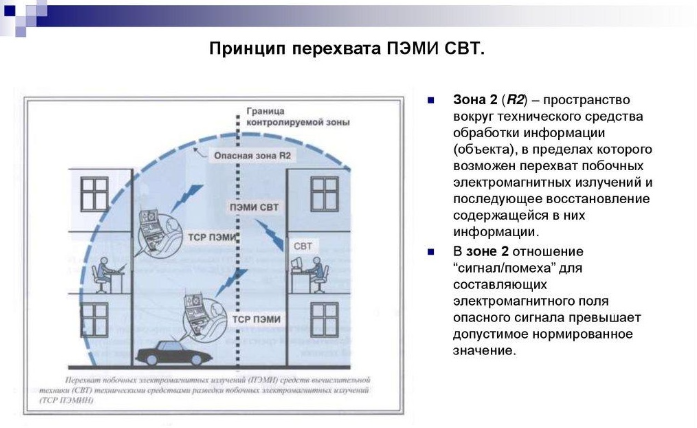 Принцип перехвата ПЭМИ СВТ.
Граница
контролируемой зоны
Опасная зона R2
ПЭМИ СВТ
ТСР ПЭМИ
СВТ
ТСР ПЭМИ
Перехват побочных электромагнитных излучений (ПЭМИ) средств вычислительной
техники (СВТ) техническими средствами разведки побочных электромагнитных излучений
(ТСР ПЭМИН)
Зона 2 (R2) – пространство
вокруг технического средства
обработки информации
(объекта), в пределах которого
возможен перехват побочных
электромагнитных излучений и
последующее восстановление
содержащейся в них
информации.
В зоне 2 отношение
“сигнал/помеха” для
составляющих
электромагнитного поля
опасного сигнала превышает
допустимое нормированное
значение.